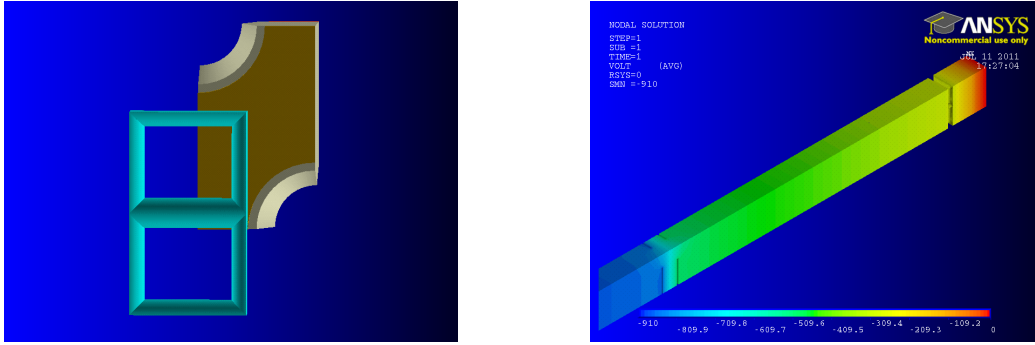 NODAL SOLUTION
STEP=1
SUB =1
TIME=1
VOLT (AVG)
RSYS=0
SMN =-910
ANSYS
Noncommercial use only
JUL 11 2011
17:27:04
-910 -809.9 -709.8 -609.7 -509.6 -409.5 -309.4 -209.3 -109.2 0